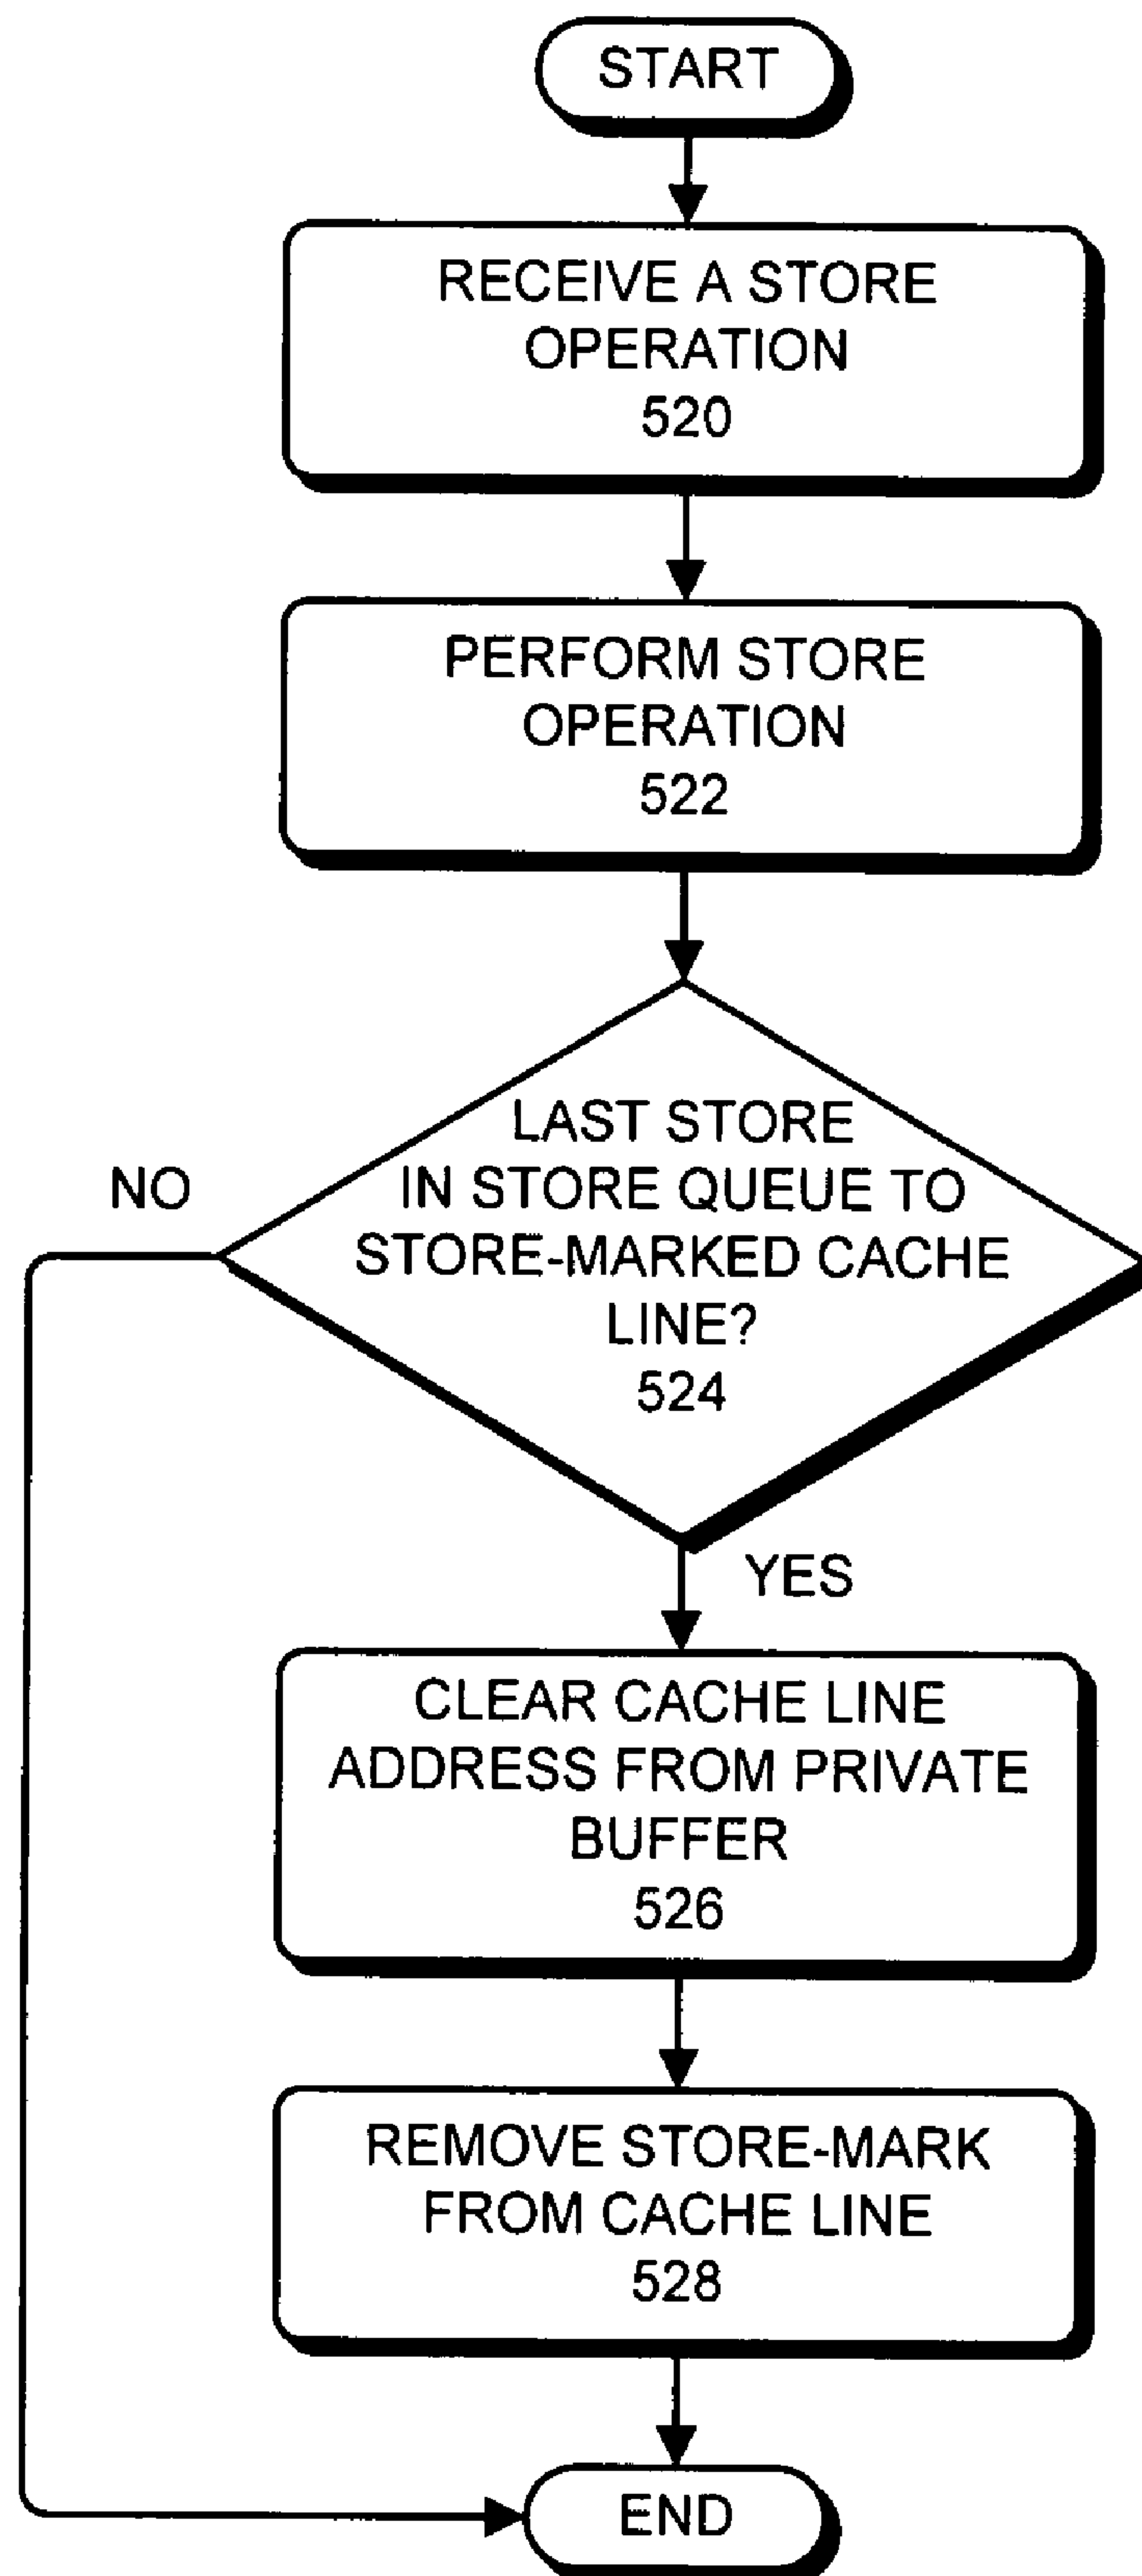 START
RECEIVE A STORE
OPERATION
520
PERFORM STORE
OPERATION
522
LAST STORE
IN STORE QUEUE TO
STORE-MARKED CACHE
LINE?
524
NO
YES
CLEAR CACHE LINE
ADDRESS FROM PRIVATE
BUFFER
526
REMOVE STORE-MARK
FROM CACHE LINE
528
END